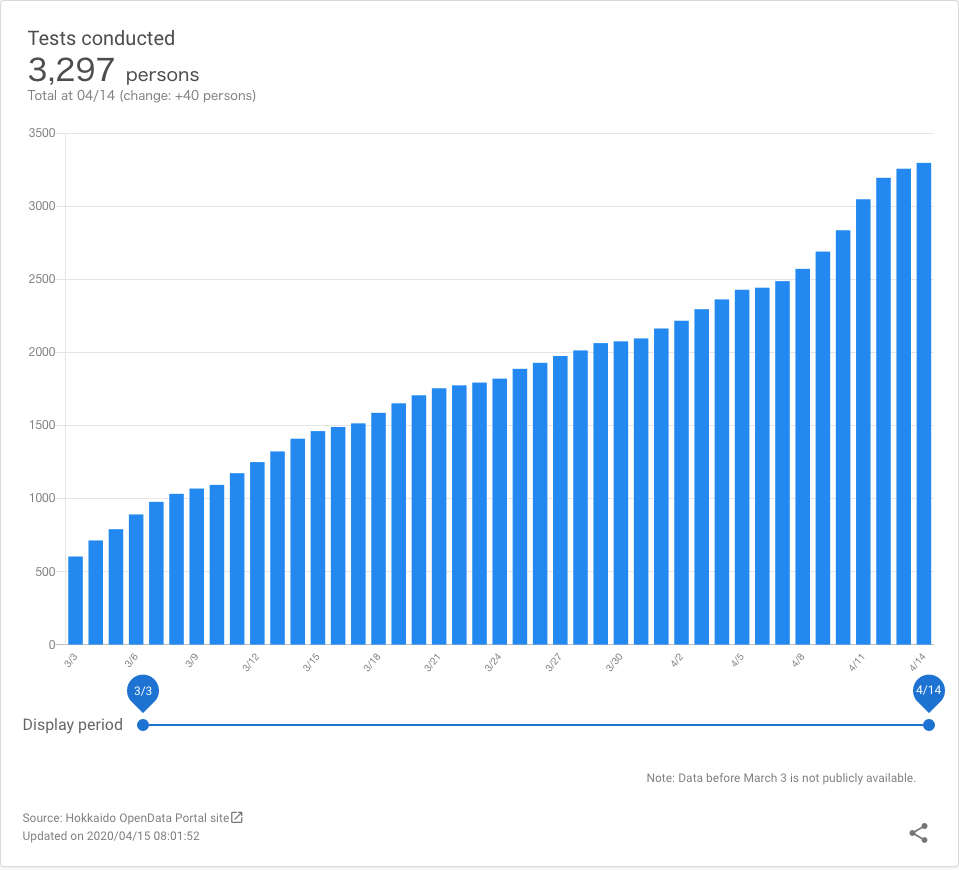 Tests conducted
3,297 persons
Total at 04/14 (change: +40 persons)
3500
3000
2500
2000
1500
1000
500
0
3/3 3/6 3/9 3/12 3/15 3/18 3/21 3/24 3/27 3/30 4/2 4/5 4/8 4/11 4/14
3/3 4/14
Display period
Note: Data before March 3 is not publicly available.
Source: Hokkaido OpenData Portal site
Updated on 2020/04/15 08:01:52